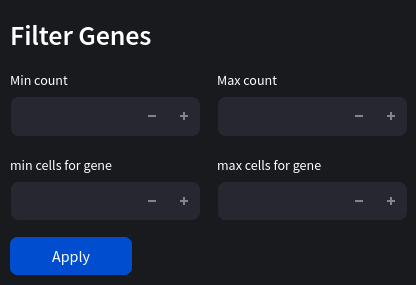 Filter Genes
Min count
Max count
min cells for gene
max cells for gene
Apply